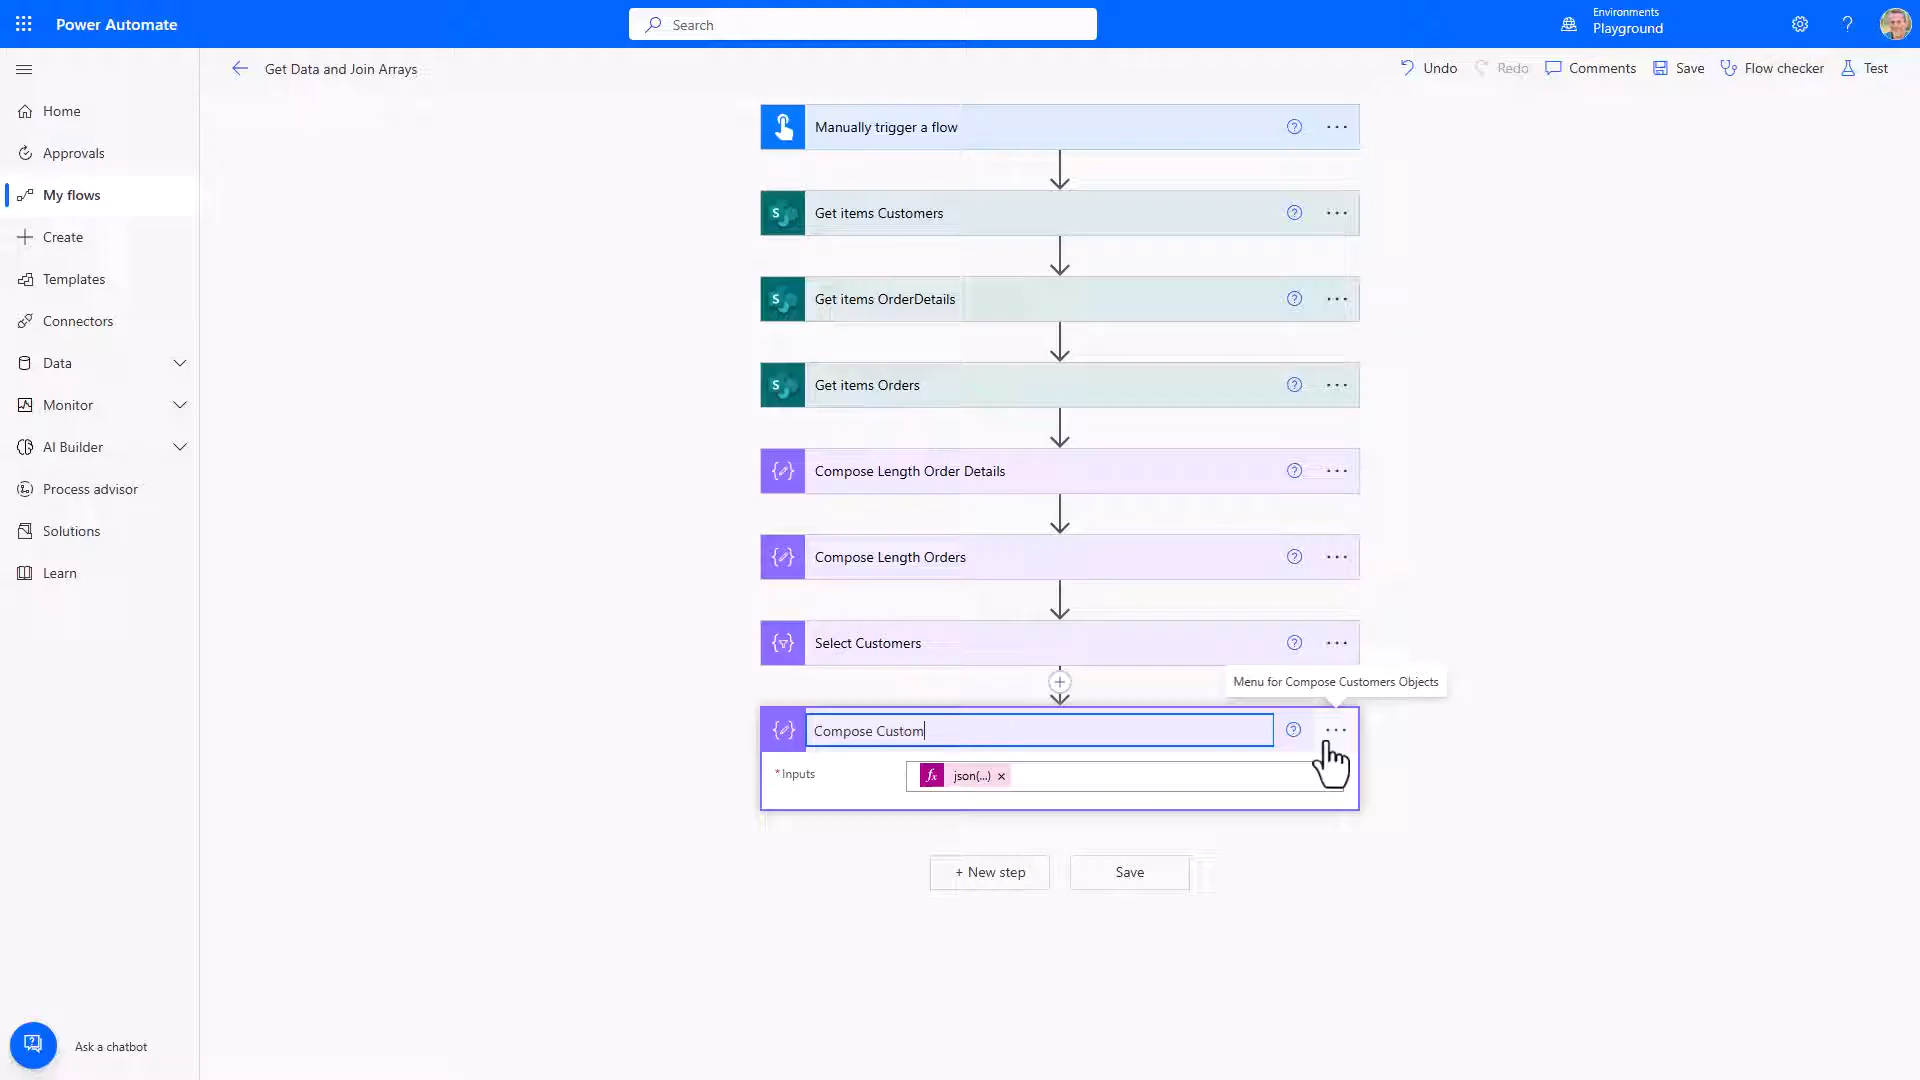 Power Automate
Search
Environments
Playground
Get Data and Join Arrays
Undo
Redo
Comments
Save
Flow checker
Test
Home
Approvals
My flows
Create
Templates
Connectors
Data
Monitor
AI Builder
Process advisor
Solutions
Learn
Manually trigger a flow
Get items Customers
Get items OrderDetails
Get items Orders
Compose Length Order Details
Compose Length Orders
Select Customers
Menu for Compose Customers Objects
Compose Custom
* Inputs
fx json(...) ×
+ New step
Save
Ask a chatbot